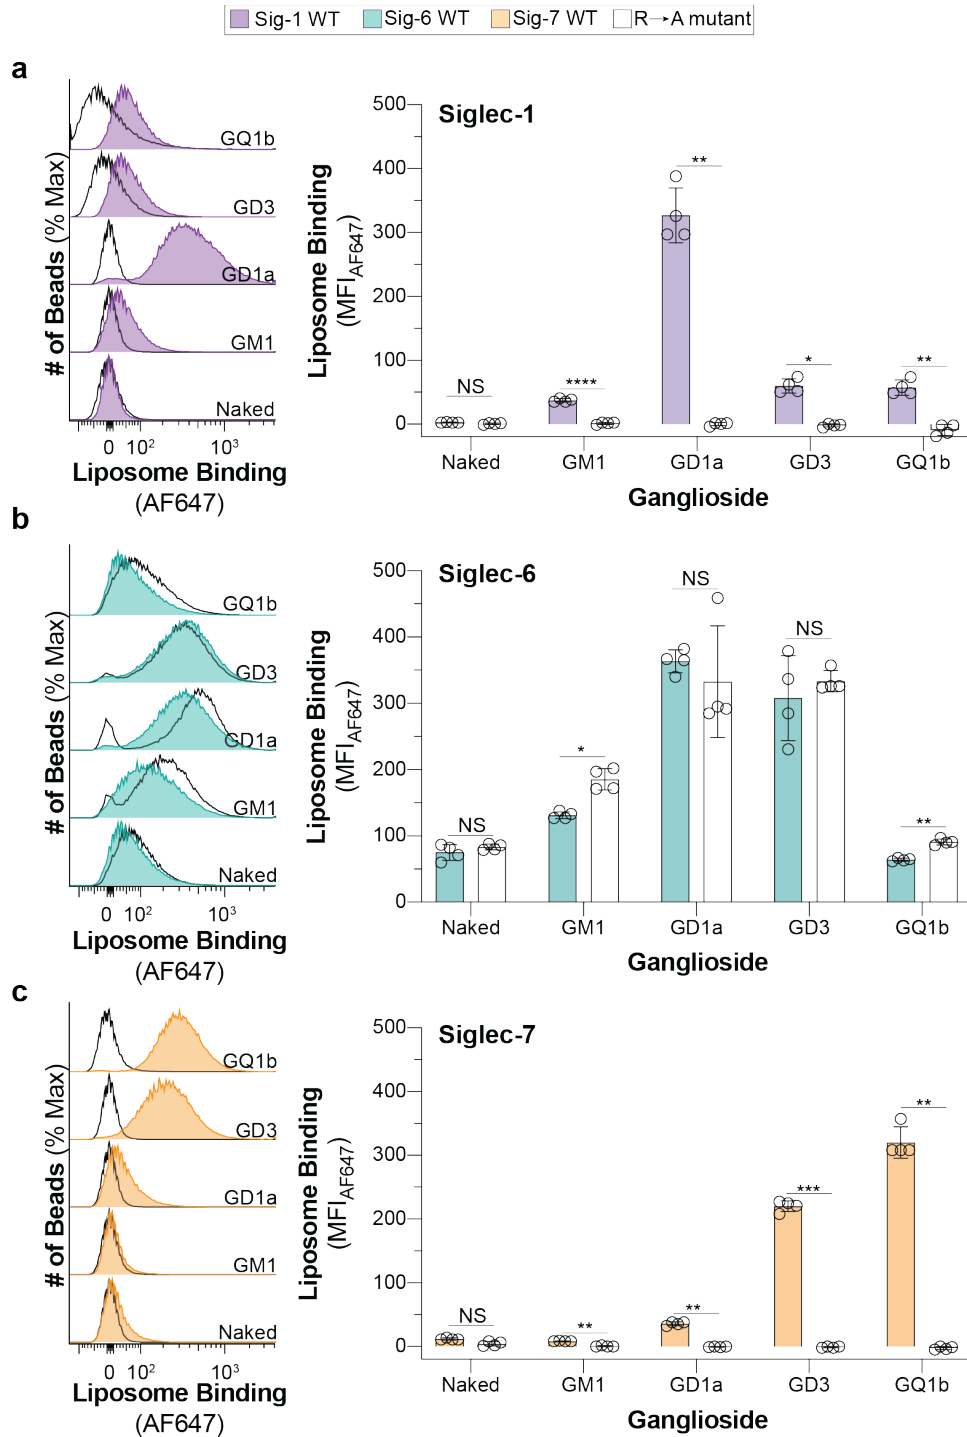 Sig-1 WT Sig-6 WT Sig-7 WT R→A mutant
a
# of Beads (% Max)
GQ1b
GD3
GD1a
GM1
Naked
0 10² 10³
Liposome Binding
(AF647)
Siglec-1
Liposome Binding
(MFI_AF647)
500
400
300
200
100
0
NS
****
**
*
**
Naked GM1 GD1a GD3 GQ1b
Ganglioside
b
# of Beads (% Max)
GQ1b
GD3
GD1a
GM1
Naked
0 10² 10³
Liposome Binding
(AF647)
Siglec-6
Liposome Binding
(MFI_AF647)
500
400
300
200
100
0
NS
*
NS
NS
**
Naked GM1 GD1a GD3 GQ1b
Ganglioside
c
# of Beads (% Max)
GQ1b
GD3
GD1a
GM1
Naked
0 10² 10³
Liposome Binding
(AF647)
Siglec-7
Liposome Binding
(MFI_AF647)
500
400
300
200
100
0
NS
**
**
***
**
Naked GM1 GD1a GD3 GQ1b
Ganglioside